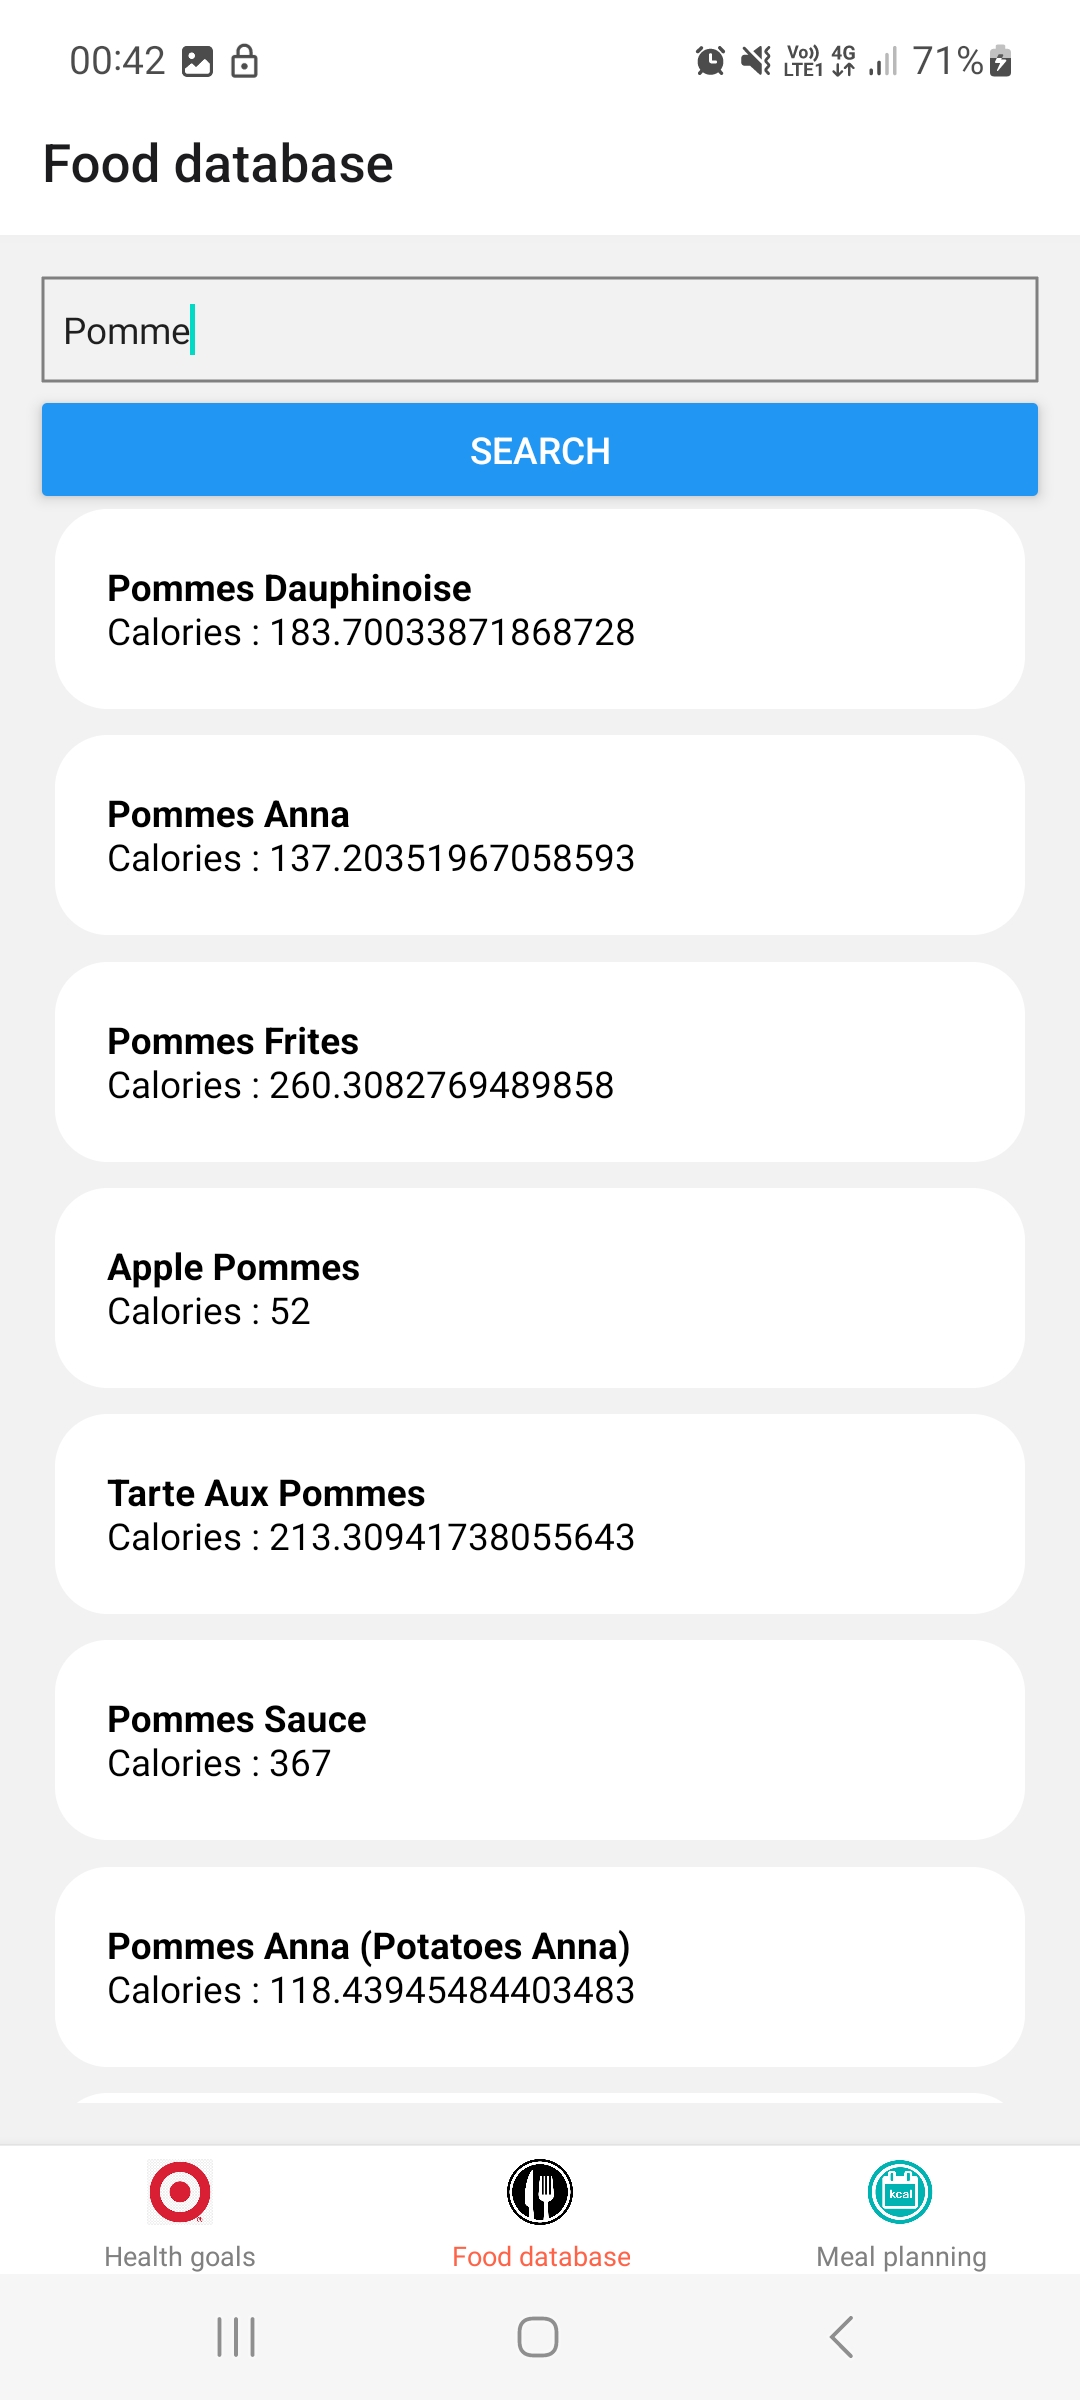 00:42 Vo)) LTE1 4G 71%
Food database
Pomme
SEARCH
Pommes Dauphinoise
Calories : 183.70033871868728
Pommes Anna
Calories : 137.20351967058593
Pommes Frites
Calories : 260.3082769489858
Apple Pommes
Calories : 52
Tarte Aux Pommes
Calories : 213.30941738055643
Pommes Sauce
Calories : 367
Pommes Anna (Potatoes Anna)
Calories : 118.43945484403483
kcal
Health goals Food database Meal planning